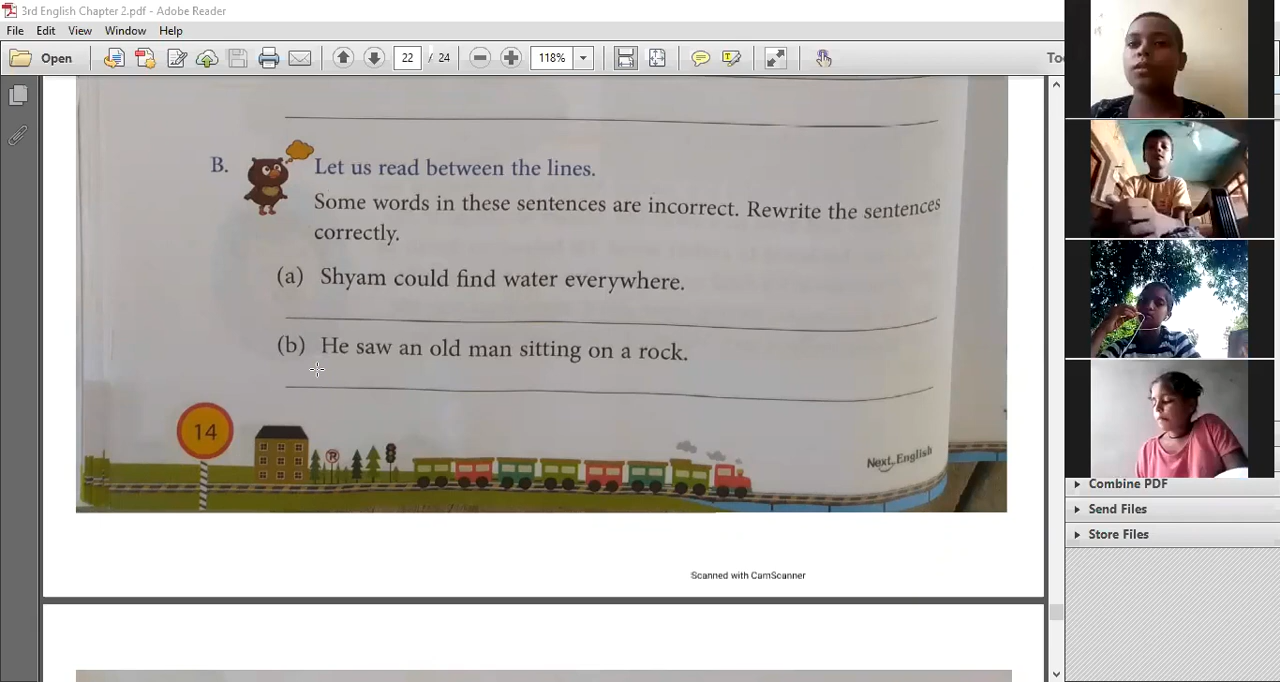 3rd English Chapter 2.pdf - Adobe Reader
File Edit View Window Help
Open 22 / 24 118%
B. Let us read between the lines.
Some words in these sentences are incorrect. Rewrite the sentences
correctly.
(a) Shyam could find water everywhere.
(b) He saw an old man sitting on a rock.
14
Next English
Scanned with CamScanner
Combine PDF
Send Files
Store Files